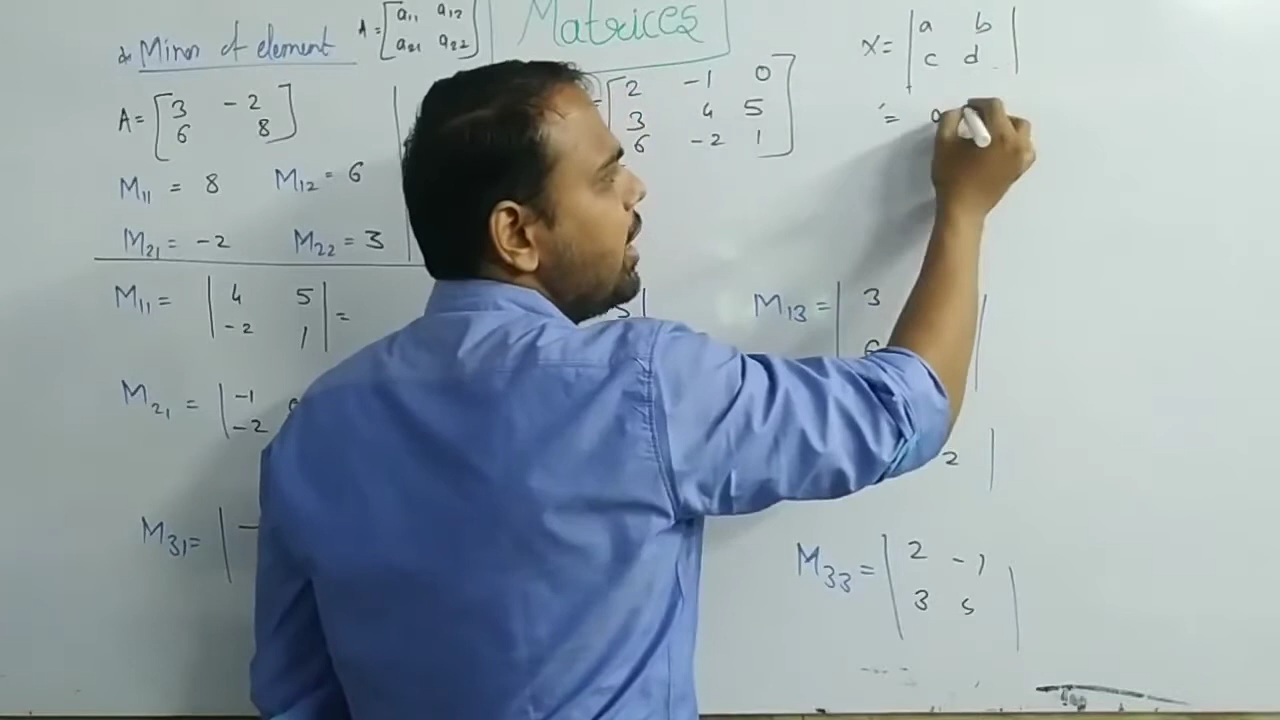 Minor of element
A = [ a11 a12
a21 a22 ]
Matrices
A = [ 3 -2
6 8 ]
M11 = 8 M12 = 6
M21 = -2 M22 = 3
= [ 2 -1 0
3 4 5
6 -2 1 ]
X = | a b |
| c d |
= a
M11 = | 4 5 | =
| -2 1 |
5 |
M13 = | 3
6
M21 = | -1
| -2
2 |
M31 = | -
M33 = | 2 -1 |
| 3 5 |